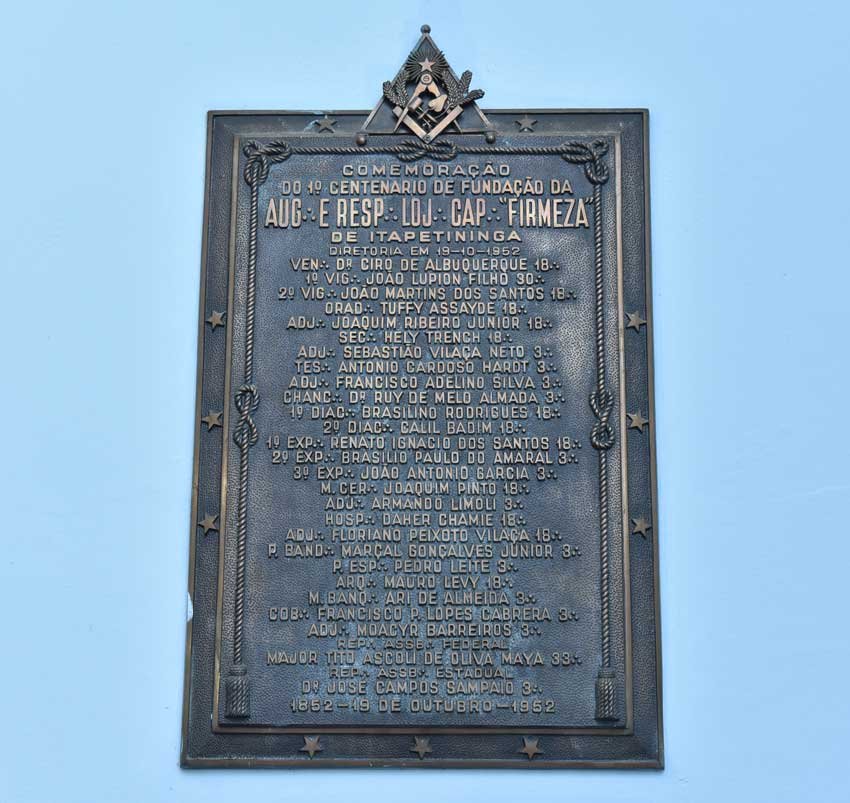 COMEMORAÇÃO
DO 1º CENTENARIO DE FUNDAÇÃO DA
AUG∴ E RESP∴ LOJ∴ CAP∴ "FIRMEZA"
DE ITAPETININGA
DIRETORIA EM 19-10-1952
VEN∴ Dº CIRO DE ALBUQUERQUE 18∴
1º VIG∴ JOÃO LUPION FILHO 30∴
2º VIG∴ JOÃO MARTINS DOS SANTOS 18∴
ORAD∴ TUFFY ASSAYDE 18∴
ADJ∴ JOAQUIM RIBEIRO JUNIOR 18∴
SEC∴ HELY TRENCH 18∴
ADJ∴ SEBASTIÃO VILAÇA NETO 3∴
TES∴ ANTONIO CARDOSO HARDT 3∴
ADJ∴ FRANCISCO ADELINO SILVA 3∴
CHANC∴ Dº RUY DE MELO ALMADA 3∴
1º DIAC∴ BRASILINO RODRIGUES 18∴
2º DIAC∴ CALIL BADIM 18∴
1º EXP∴ RENATO IGNACIO DOS SANTOS 18∴
2º EXP∴ BRASILIO PAULO DO AMARAL 3∴
3º EXP∴ JOÃO ANTONIO GARCIA 3∴
M. CER∴ JOAQUIM PINTO 18∴
ADJ∴ ARMANDO LIMOLI 3∴
HOSP∴ DAHER CHAMIE 18∴
ADJ∴ FLORIANO PEIXOTO VILAÇA 18∴
P. BAND∴ MARÇAL GONÇALVES JÚNIOR 3∴
P. ESP∴ PEDRO LEITE 3∴
ARQ∴ MAURO LEVY 18∴
M. BANQ∴ ARI DE ALMEIDA 3∴
COB∴ FRANCISCO P. LOPES CABRERA 3∴
ADJ∴ MOACYR BARREIROS 3∴
REP∴ ASSB∴ FEDERAL
MAJOR TITO ASCOLI DE OLIVA MAYA 33∴
REP∴ ASSB∴ ESTADUAL
Dº JOSE CAMPOS SAMPAIO 3∴
1852-19 DE OUTUBRO-1952